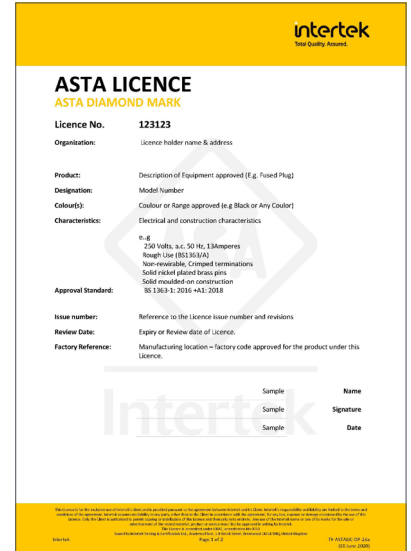 intertek
Total Quality. Assured.
ASTA LICENCE
ASTA DIAMOND MARK
Licence No. 123123
Organization: Licence holder name & address
Product: Description of Equipment approved (E.g. Fused Plug)
Designation: Model Number
Colour(s): Coulour or Range approved (e.g Black or Any Coulor)
Characteristics: Electrical and construction characteristics
e..g
250 Volts, a.c. 50 Hz, 13Amperes
Rough Use (BS1363/A)
Non-rewirable, Crimped terminations
Solid nickel plated brass pins
Solid moulded-on construction
Approval Standard: BS 1363-1: 2016 +A1: 2018
Issue number: Reference to the Licence issue number and revisions
Review Date: Expiry or Review date of Licence.
Factory Reference: Manufacturing location – factory code approved for the product under this
Licence.
Intertek
Sample Name
Sample Signature
Sample Date
Intertek Page 1 of 2
(30 June 2020)